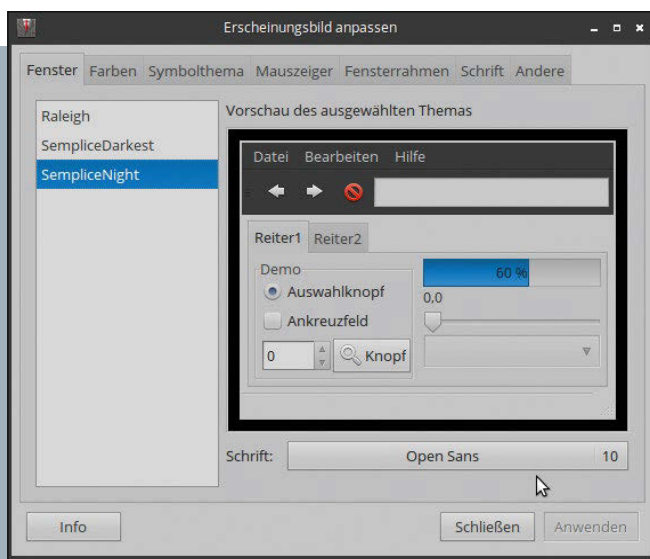 Erscheinungsbild anpassen
Fenster Farben Symbolthema Mauszeiger Fensterrahmen Schrift Andere
Raleigh
SempliceDarkest
SempliceNight
Vorschau des ausgewählten Themas
Datei Bearbeiten Hilfe
Reiter1 Reiter2
Demo
Auswahlknopf
Ankreuzfeld
0
Knopf
60 %
0,0
Schrift: Open Sans 10
Info Schließen Anwenden